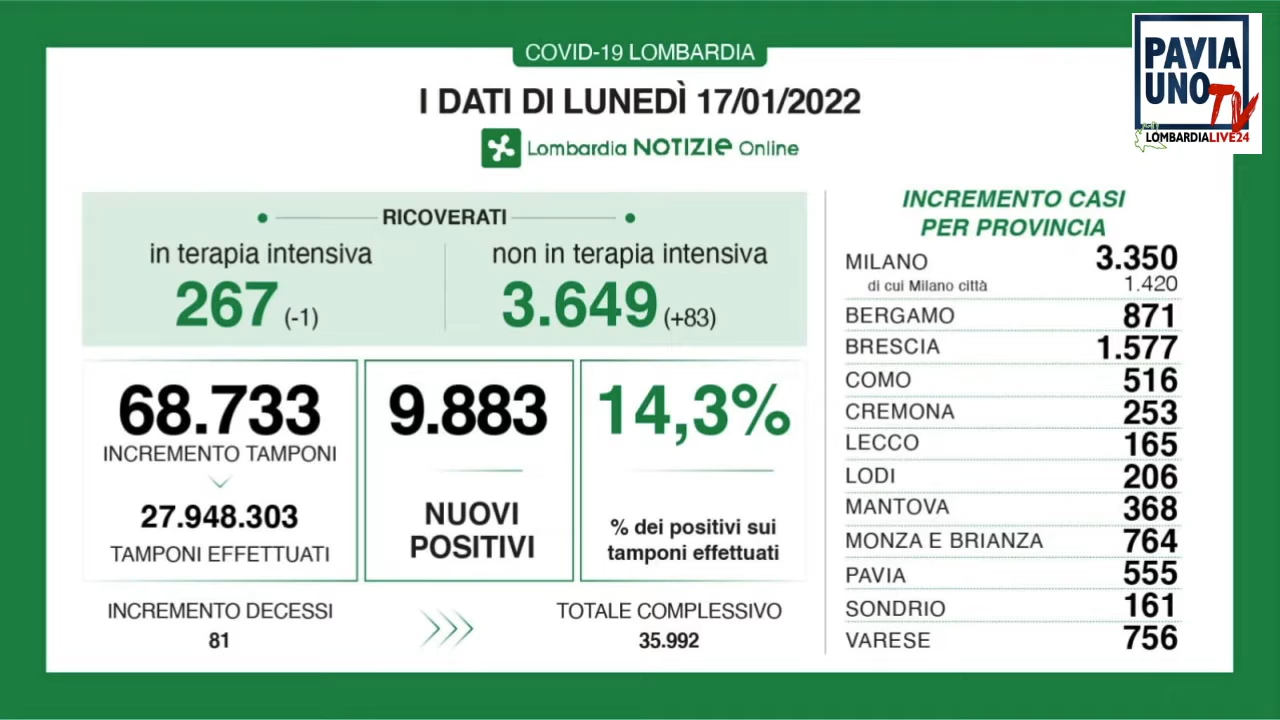 COVID-19 LOMBARDIA
PAVIA
UNO TV
LOMBARDIALIVE24
I DATI DI LUNEDÌ 17/01/2022
Lombardia NOTIZIE Online
RICOVERATI
in terapia intensiva
267 (-1)
non in terapia intensiva
3.649 (+83)
68.733
INCREMENTO TAMPONI
27.948.303
TAMPONI EFFETTUATI
9.883
NUOVI
POSITIVI
14,3%
% dei positivi sui
tamponi effettuati
INCREMENTO DECESSI
81
TOTALE COMPLESSIVO
35.992
INCREMENTO CASI
PER PROVINCIA
MILANO 3.350
di cui Milano città 1.420
BERGAMO 871
BRESCIA 1.577
COMO 516
CREMONA 253
LECCO 165
LODI 206
MANTOVA 368
MONZA E BRIANZA 764
PAVIA 555
SONDRIO 161
VARESE 756